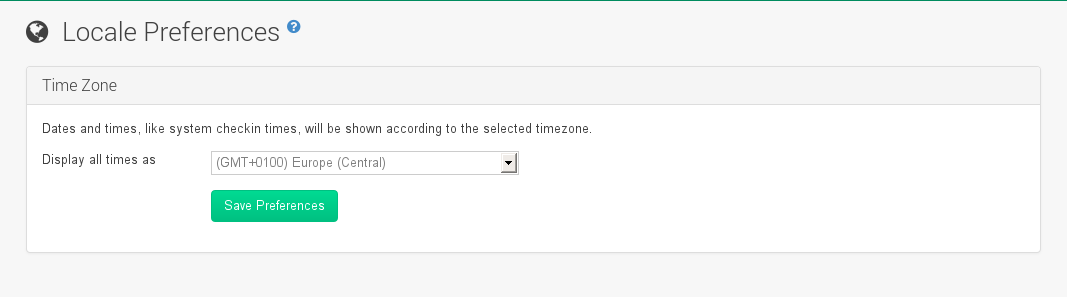 Locale Preferences ?
Time Zone
Dates and times, like system checkin times, will be shown according to the selected timezone.
Display all times as (GMT+0100) Europe (Central)
Save Preferences